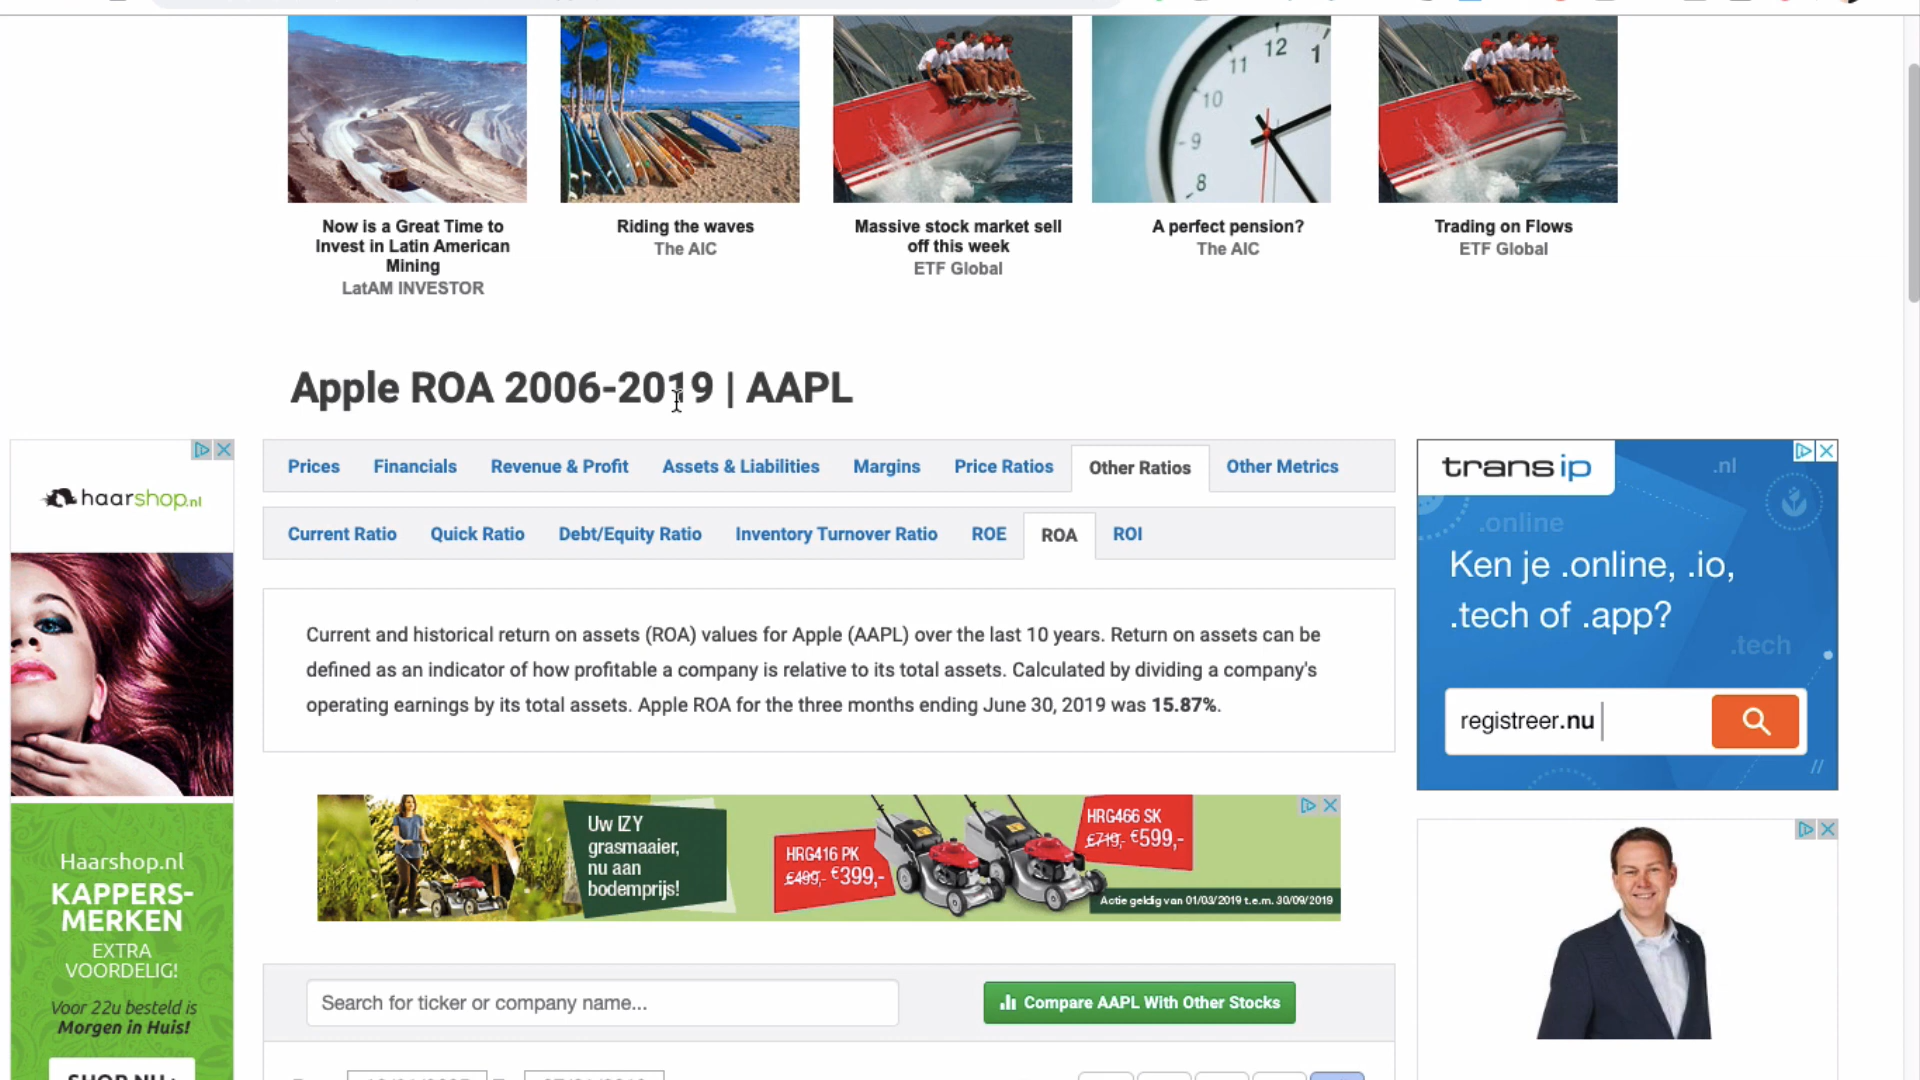 12
11
1
10
9
8
Now is a Great Time to
Invest in Latin American
Mining
LatAM INVESTOR
Riding the waves
The AIC
Massive stock market sell
off this week
ETF Global
A perfect pension?
The AIC
Trading on Flows
ETF Global
Apple ROA 2006-2019 | AAPL
Prices Financials Revenue & Profit Assets & Liabilities Margins Price Ratios Other Ratios Other Metrics
Current Ratio Quick Ratio Debt/Equity Ratio Inventory Turnover Ratio ROE ROA ROI
Current and historical return on assets (ROA) values for Apple (AAPL) over the last 10 years. Return on assets can be
defined as an indicator of how profitable a company is relative to its total assets. Calculated by dividing a company's
operating earnings by its total assets. Apple ROA for the three months ending June 30, 2019 was 15.87%.
haarshop.nl
Haarshop.nl
KAPPERS-
MERKEN
EXTRA
VOORDELIG!
Voor 22u besteld is
Morgen in Huis!
SHOP NU
transip
.nl
.online
Ken je .online, .io,
.tech of .app?
.tech
registreer.nu
//
Uw IZY
grasmaaier,
nu aan
bodemprijs!
HRG416 PK
€499,- €399,-
HRG466 SK
€719,- €599,-
Actie geldig van 01/03/2019 t.e.m. 30/09/2019
Search for ticker or company name...
Compare AAPL With Other Stocks